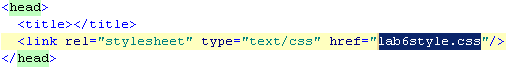 <head>
<title></title>
<link rel="stylesheet" type="text/css" href="lab6style.css"/>
</head>